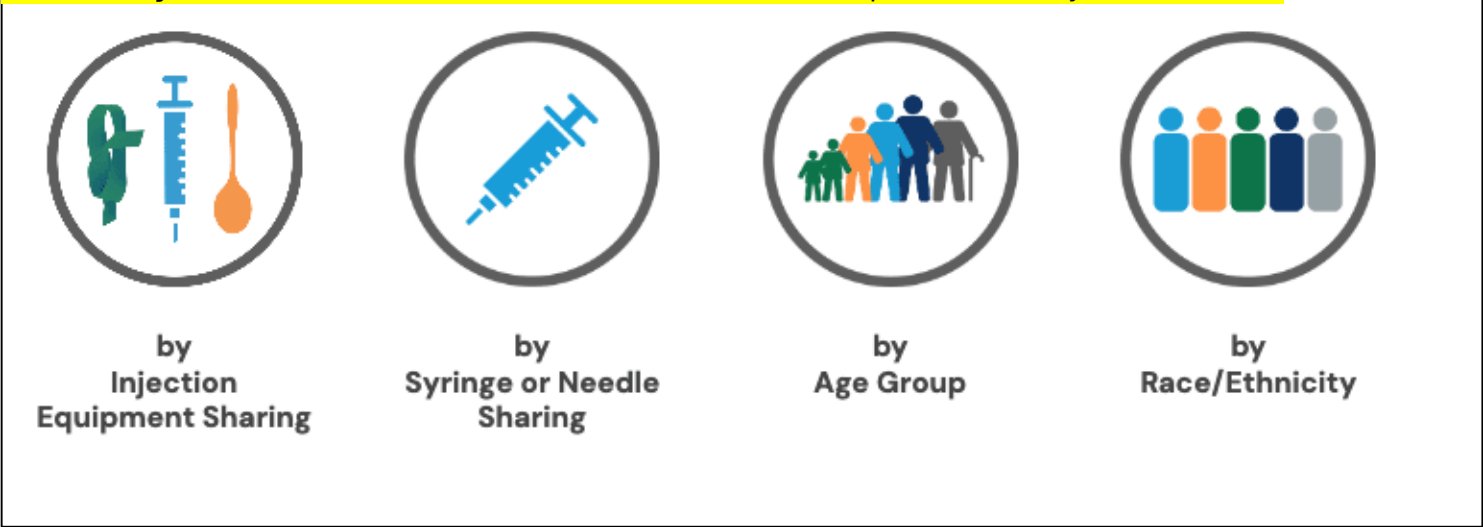 by
Injection
Equipment Sharing
by
Syringe or Needle
Sharing
by
Age Group
by
Race/Ethnicity